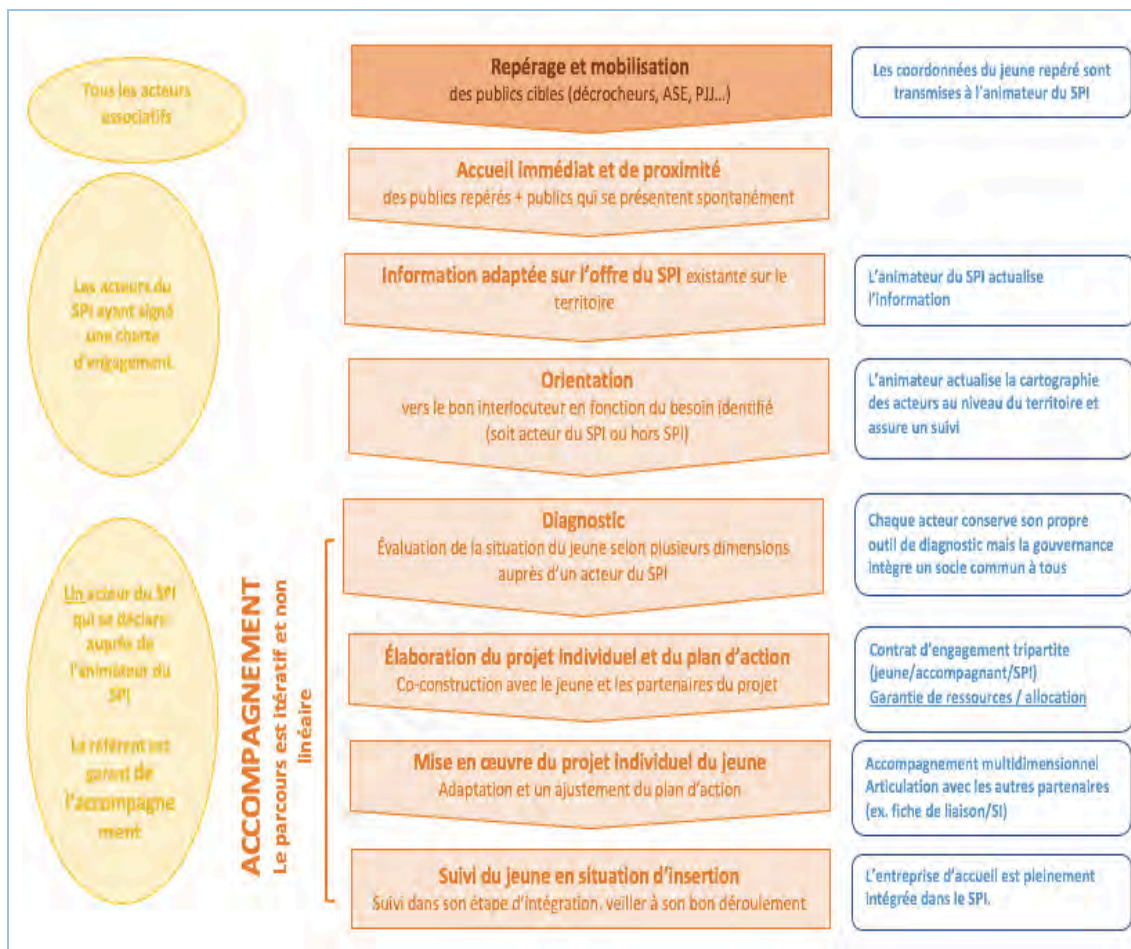 Tous les acteurs
associatifs
Repérage et mobilisation
des publics cibles (décrocheurs, ASE, PJJ...)
Les coordonnées du jeune repéré sont
transmises à l'animateur du SPI
Accueil immédiat et de proximité
des publics repérés + publics qui se présentent spontanément
Les acteurs du
SPI ayant signé
une charte
d'engagement.
Information adaptée sur l'offre du SPI existante sur le
territoire
L'animateur du SPI actualise
l'information
Orientation
vers le bon interlocuteur en fonction du besoin identifié
(soit acteur du SPI ou hors SPI)
L'animateur actualise la cartographie
des acteurs au niveau du territoire et
assure un suivi
Un acteur du SPI
qui se déclare
auprès de
l'animateur du
SPI
Le référent est
garant de
l'accompagne
ment
ACCOMPAGNEMENT
Le parcours est itératif et non
linéaire
Diagnostic
Évaluation de la situation du jeune selon plusieurs dimensions
auprès d'un acteur du SPI
Chaque acteur conserve son propre
outil de diagnostic mais la gouvernance
intègre un socle commun à tous
Élaboration du projet individuel et du plan d'action
Co-construction avec le jeune et les partenaires du projet
Contrat d'engagement tripartite
(jeune/accompagnant/SPI)
Garantie de ressources / allocation
Mise en œuvre du projet individuel du jeune
Adaptation et un ajustement du plan d'action
Accompagnement multidimensionnel
Articulation avec les autres partenaires
(ex. fiche de liaison/SI)
Suivi du jeune en situation d'insertion
Suivi dans son étape d'intégration, veiller à son bon déroulement
L'entreprise d'accueil est pleinement
intégrée dans le SPI.